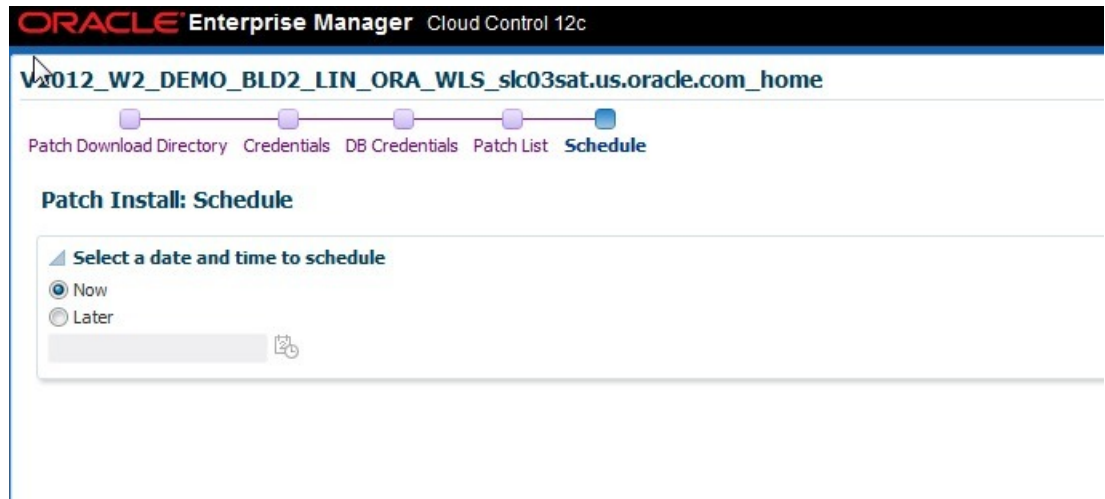 ORACLE Enterprise Manager Cloud Control 12c
012_W2_DEMO_BLD2_LIN_ORA_WLS_slc03sat.us.oracle.com_home
Patch Download Directory Credentials DB Credentials Patch List Schedule
Patch Install: Schedule
Select a date and time to schedule
Now
Later